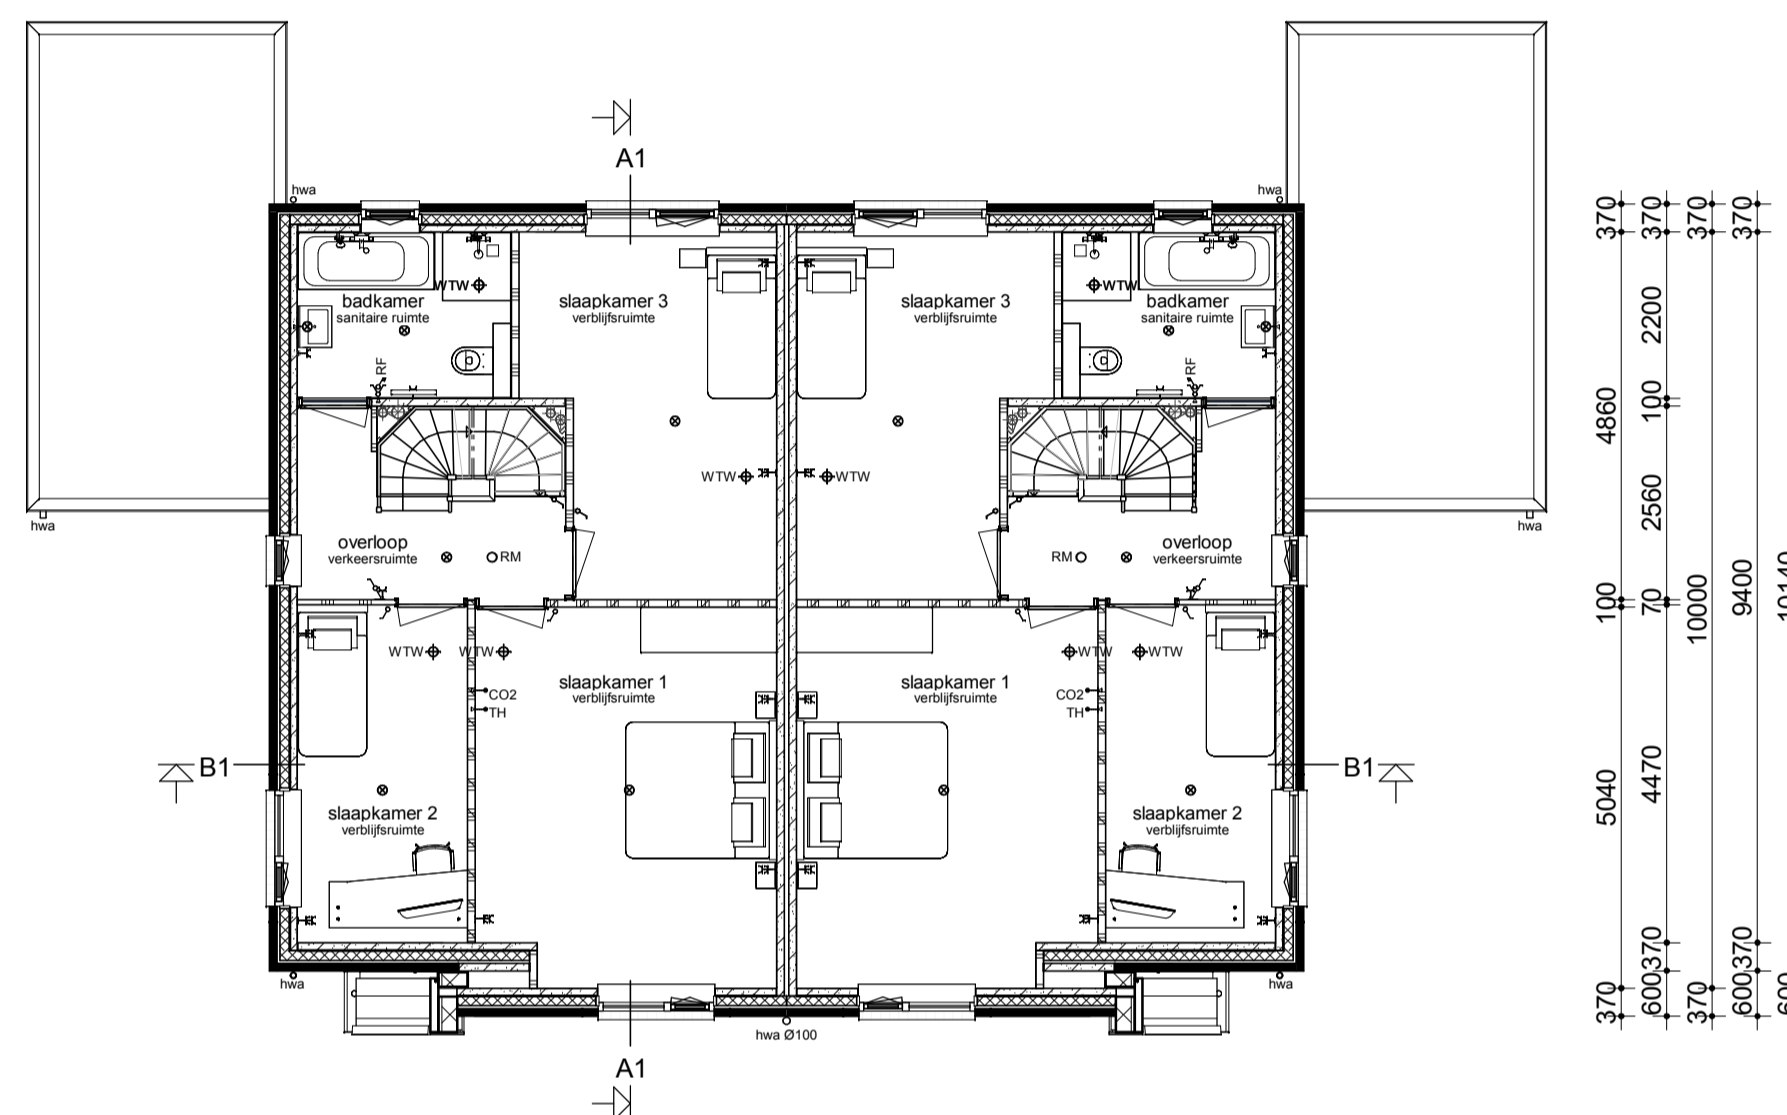 A1
hwa
hwa
370
370
370
370
badkamer
sanitaire ruimte
WTW
RF
slaapkamer 3
verblijfsruimte
WTW
slaapkamer 3
verblijfsruimte
WTW
badkamer
sanitaire ruimte
WTW
RF
2200
4860
100
2560
hwa
hwa
overloop
verkeersruimte
RM
overloop
verkeersruimte
RM
100
70
10000
9400
10140
WTW
WTW
WTW
WTW
slaapkamer 1
verblijfsruimte
CO2
TH
slaapkamer 1
verblijfsruimte
CO2
TH
B1
B1
5040
4470
slaapkamer 2
verblijfsruimte
slaapkamer 2
verblijfsruimte
370
370
hwa
hwa
370
600
370
600
600
hwa Ø100
A1